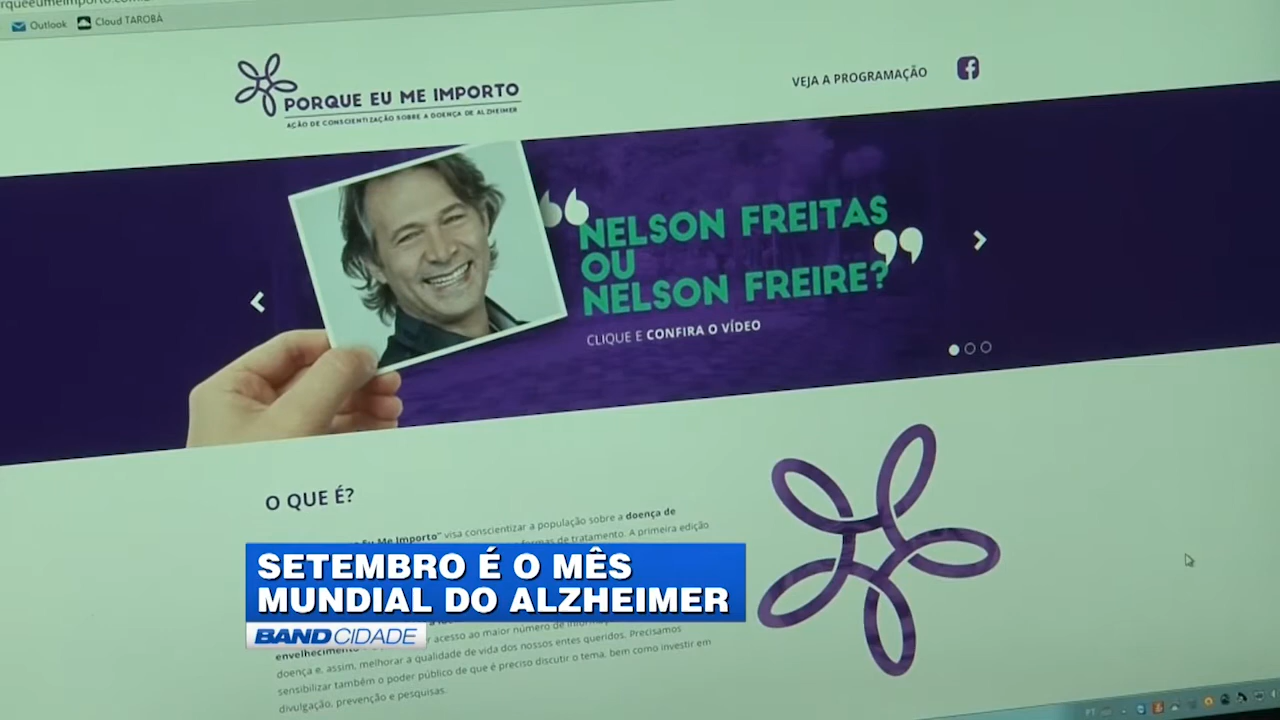 Outlook Cloud TAROBÁ
PORQUE EU ME IMPORTO
AÇÃO DE CONSCIENTIZAÇÃO SOBRE A DOENÇA DE ALZHEIMER
VEJA A PROGRAMAÇÃO
“NELSON FREITAS
OU
NELSON FREIRE?”
CLIQUE E CONFIRA O VÍDEO
O QUE É?
Eu Me Importo" visa conscientizar a população sobre a doença de
formas de tratamento. A primeira edição
SETEMBRO É O MÊS
MUNDIAL DO ALZHEIMER
BAND CIDADE
acesso ao maior número de
envelhecimento
doença e, assim, melhorar a qualidade de vida dos nossos entes queridos. Precisamos
sensibilizar também o poder público de que é preciso discutir o tema, bem como investir em
divulgação, prevenção e pesquisas.
PT